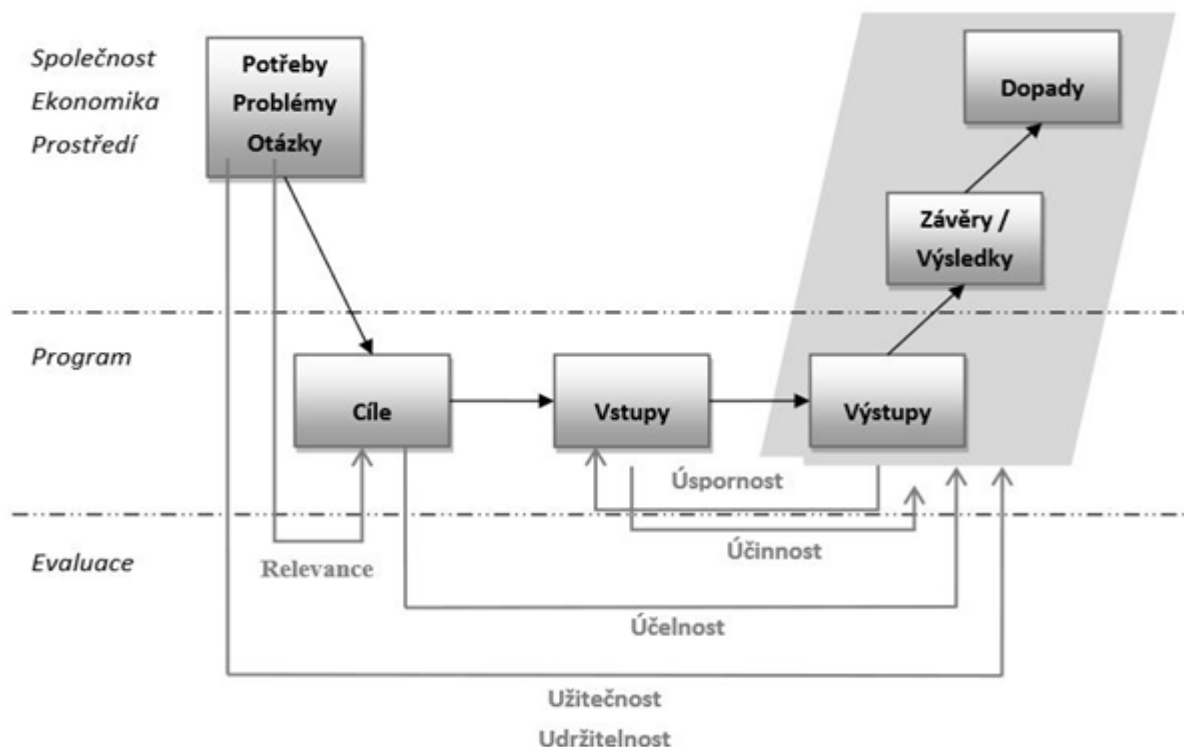 Společnost
Ekonomika
Prostředí
Potřeby
Problémy
Otázky
Dopady
Závěry /
Výsledky
Program
Cíle
Vstupy
Výstupy
Úspornost
Účinnost
Evaluace
Relevance
Účelnost
Užitečnost
Udržitelnost